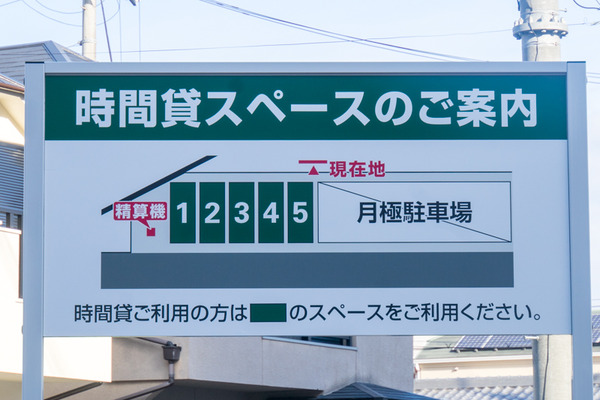 時間貸スペースのご案内
現在地
精算機
1 2 3 4 5
月極駐車場
時間貸ご利用の方は のスペースをご利用ください。